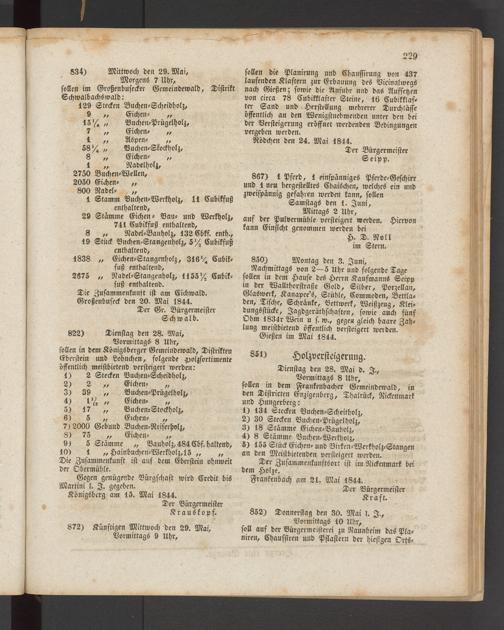 229
834) Mittwoch den 29. Mai,
Morgens 7 Uhr,
sollen im Großenbusecker Gemeindewald, Distrikt
Schwalbachswald:
129 Stecken Buchen-Scheidholz,
9 „ Eichen- „
15¼ „ Buchen-Prügelholz,
7 „ Eichen- „
1 „ Aspen- „
58¼ „ Buchen-Stockholz,
8 „ Eichen- „
1 „ Nadelholz,
2750 Buchen-Wellen,
2050 Eichen- „
800 Nadel- „
1 Stamm Buchen-Werkholz, 11 Cubikfuß
enthaltend,
29 Stämme Eichen- Bau- und Werkholz,
741 Cubikfuß enthaltend,
8 „ Nadel-Bauholz, 132 Cbkf. enth.,
19 Stück Buchen-Stangenholz, 5½ Cubikfuß
enthaltend,
1838 „ Eichen-Stangenholz, 316¼ Cubik-
fuß enthaltend,
2675 „ Nadel-Stangenholz, 1155½ Cubik-
fuß enthaltend.
Die Zusammenkunft ist am Eichwald.
Großenbuseck den 20. Mai 1844.
Der Gr. Bürgermeister
Schwalb.
822) Dienstag den 28. Mai,
Vormittags 8 Uhr,
sollen in dem Königsberger Gemeindewald, Distrikten
Eberstein und Lohnchen, folgende Holzsortimente
öffentlich meistbietend versteigert werden:
1) 2 Stecken Buchen-Scheidholz,
2) 2 „ Eichen- „
3) 39 „ Buchen-Prügelholz,
4) 1½ „ Eichen- „
5) 17 „ Buchen-Stockholz,
6) 5 „ Eichen- „
7) 2000 Gebund Buchen-Reiserholz,
8) 75 „ Eichen- „
9) 5 Stämme „ Bauholz, 484 Cbf. haltend,
10) 1 „ Hainbuchen-Werkholz, 15 „ „
Die Zusammenkunft ist auf dem Eberstein ohnweit
der Obermühle.
Gegen genügende Bürgschaft wird Credit bis
Martini l. J. gegeben.
Königsberg am 15. Mai 1844.
Der Bürgermeister
Krauskopf.
872) Künftigen Mittwoch den 29. Mai,
Vormittags 9 Uhr,
sollen die Planirung und Chaussirung von 437
laufenden Klaftern zur Erbauung des Vicinalwegs
nach Gießen; sowie die Anfuhr und das Aufsetzen
von circa 78 Cubikklafter Steine, 16 Cubikklaf-
ter Sand und Herstellung mehrerer Durchlässe
öffentlich an den Wenigstnehmenden unter den bei
der Versteigerung eröffnet werdenden Bedingungen
vergeben werden.
Rödchen den 24. Mai 1844.
Der Bürgermeister
Seipp.
867) 1 Pferd, 1 einspänniges Pferde-Geschirr
und 1 neu hergestelltes Chaischen, welches ein und
zweispännig gefahren werden kann, sollen
Samstag den 1. Juni,
Mittags 2 Uhr,
auf der Pulvermühle versteigert werden. Hiervon
kann Einsicht genommen werden bei
H. D. Noll
im Stern.
850) Montag den 3. Juni,
Nachmittags von 2—5 Uhr und folgende Tage
sollen in dem Hause des Herrn Kaufmanns Seipp
in der Wallthorstraße Gold, Silber, Porzellan,
Glaswerk, Kanapee's, Stühle, Commoden, Bettla-
den, Tische, Schränke, Bettwerk, Weißzeug, Klei-
dungsstücke, Jagdgeräthschaften, sowie auch fünf
Ohm 1834r Wein u. s. w., gegen gleich baare Zah-
lung meistbietend öffentlich versteigert werden.
Gießen im Mai 1844.
851) Holzversteigerung.
Dienstag den 28. Mai d. J.,
Vormittags 8 Uhr,
sollen in dem Frankenbacher Gemeindewald, in
den Distrikten Engigenberg, Thalrück, Rickenmark
und Hungerberg:
1) 134 Stecken Buchen-Scheitholz,
2) 30 Stecken Buchen-Prügelholz,
3) 18 Stämme Eichen-Bauholz,
4) 8 Stämme Buchen-Werkholz,
5) 155 Stück Eichen- und Birken-Werkholz-Stangen
an den Meistbietenden versteigert werden.
Der Zusammenkunftsort ist im Rickenmark bei
dem Holze.
Frankenbach am 21. Mai 1844.
Der Bürgermeister
Kraft.
852) Donnerstag den 30. Mai l. J.,
Vormittags 10 Uhr,
soll auf der Bürgermeisterei zu Nauheim das Pla-
niren, Chaussiren und Pflastern der hiesigen Orts-